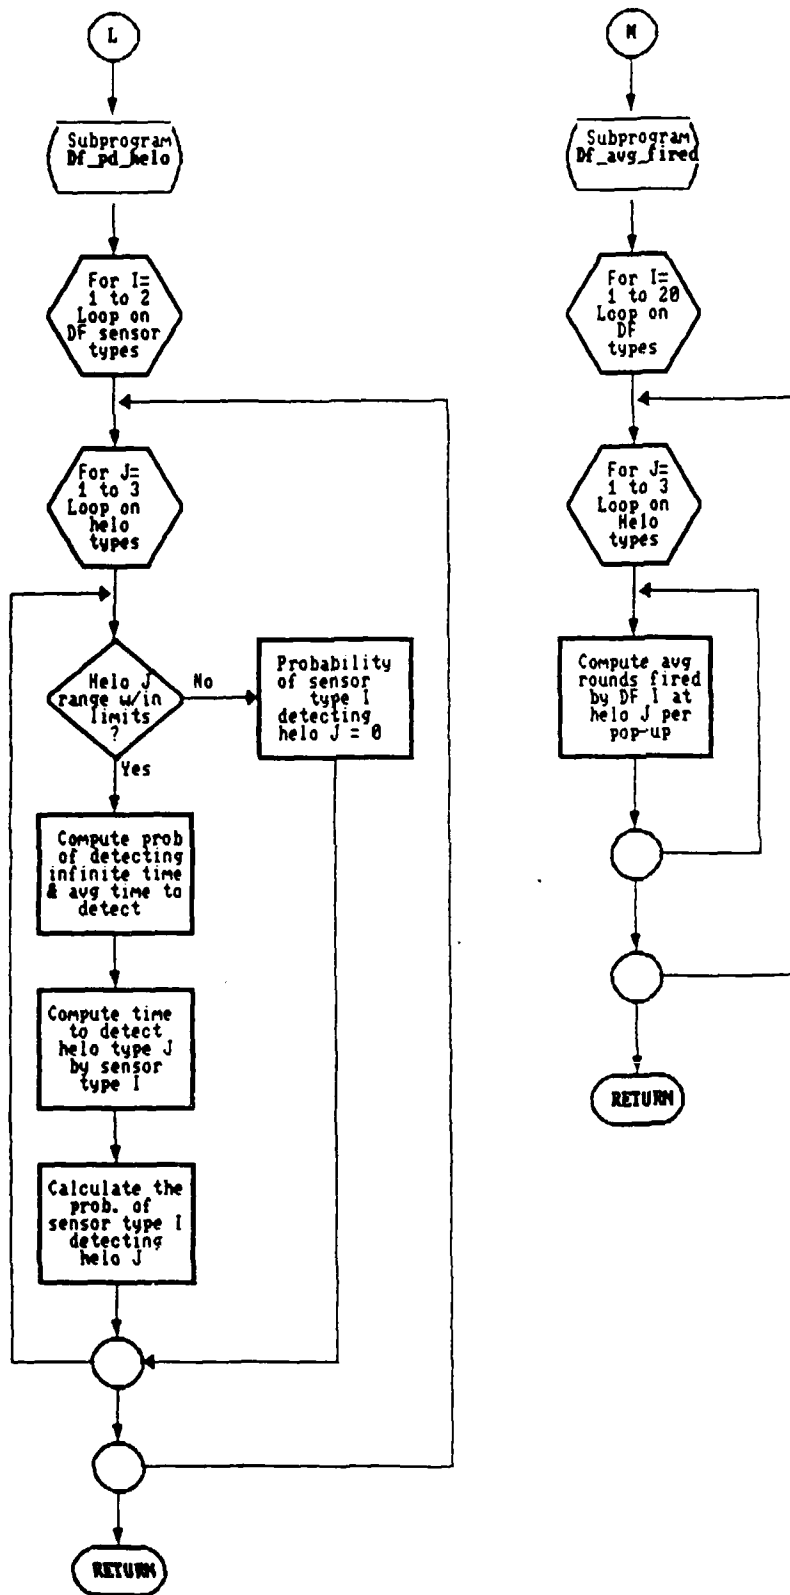 L
Subprogram
Df_pd_helo
For I=
1 to 2
Loop on
DF sensor
types
For J=
1 to 3
Loop on
helo
types
Helo J
range w/in
limits
?
No
Yes
Probability
of sensor
type I
detecting
helo J = 0
Compute prob
of detecting
infinite time
& avg time to
detect
Compute time
to detect
helo type J
by sensor
type I
Calculate the
prob. of
sensor type I
detecting
helo J
RETURN
M
Subprogram
Df_avg_fired
For I=
1 to 20
Loop on
DF
types
For J=
1 to 3
Loop on
Helo
types
Compute avg
rounds fired
by DF I at
helo J per
pop-up
RETURN